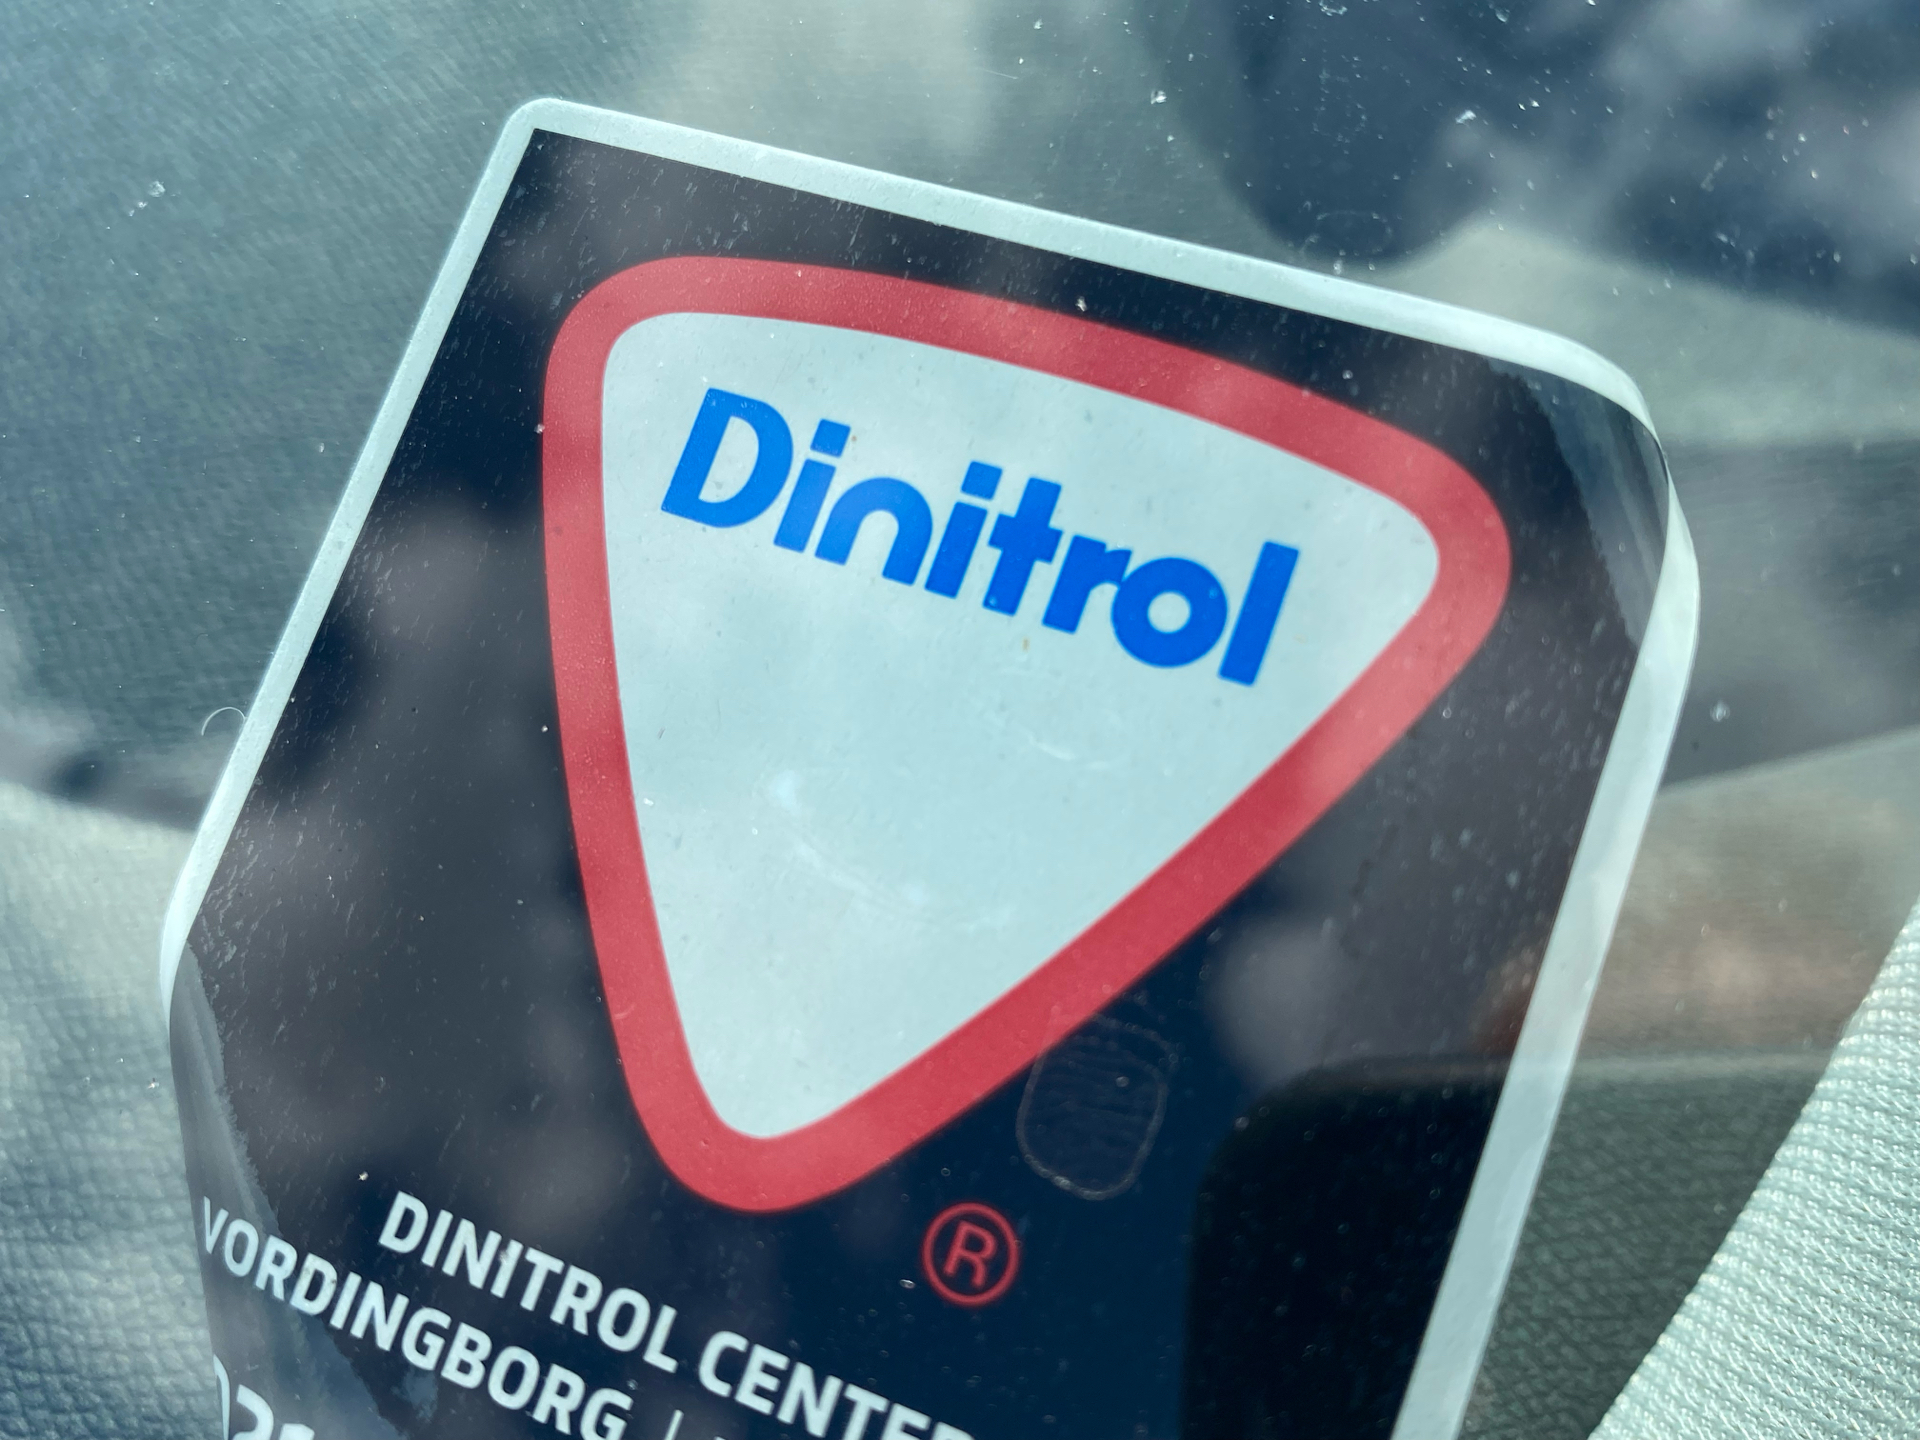 Dinitrol
®
DINITROL CENTER
VORDINGBORG |